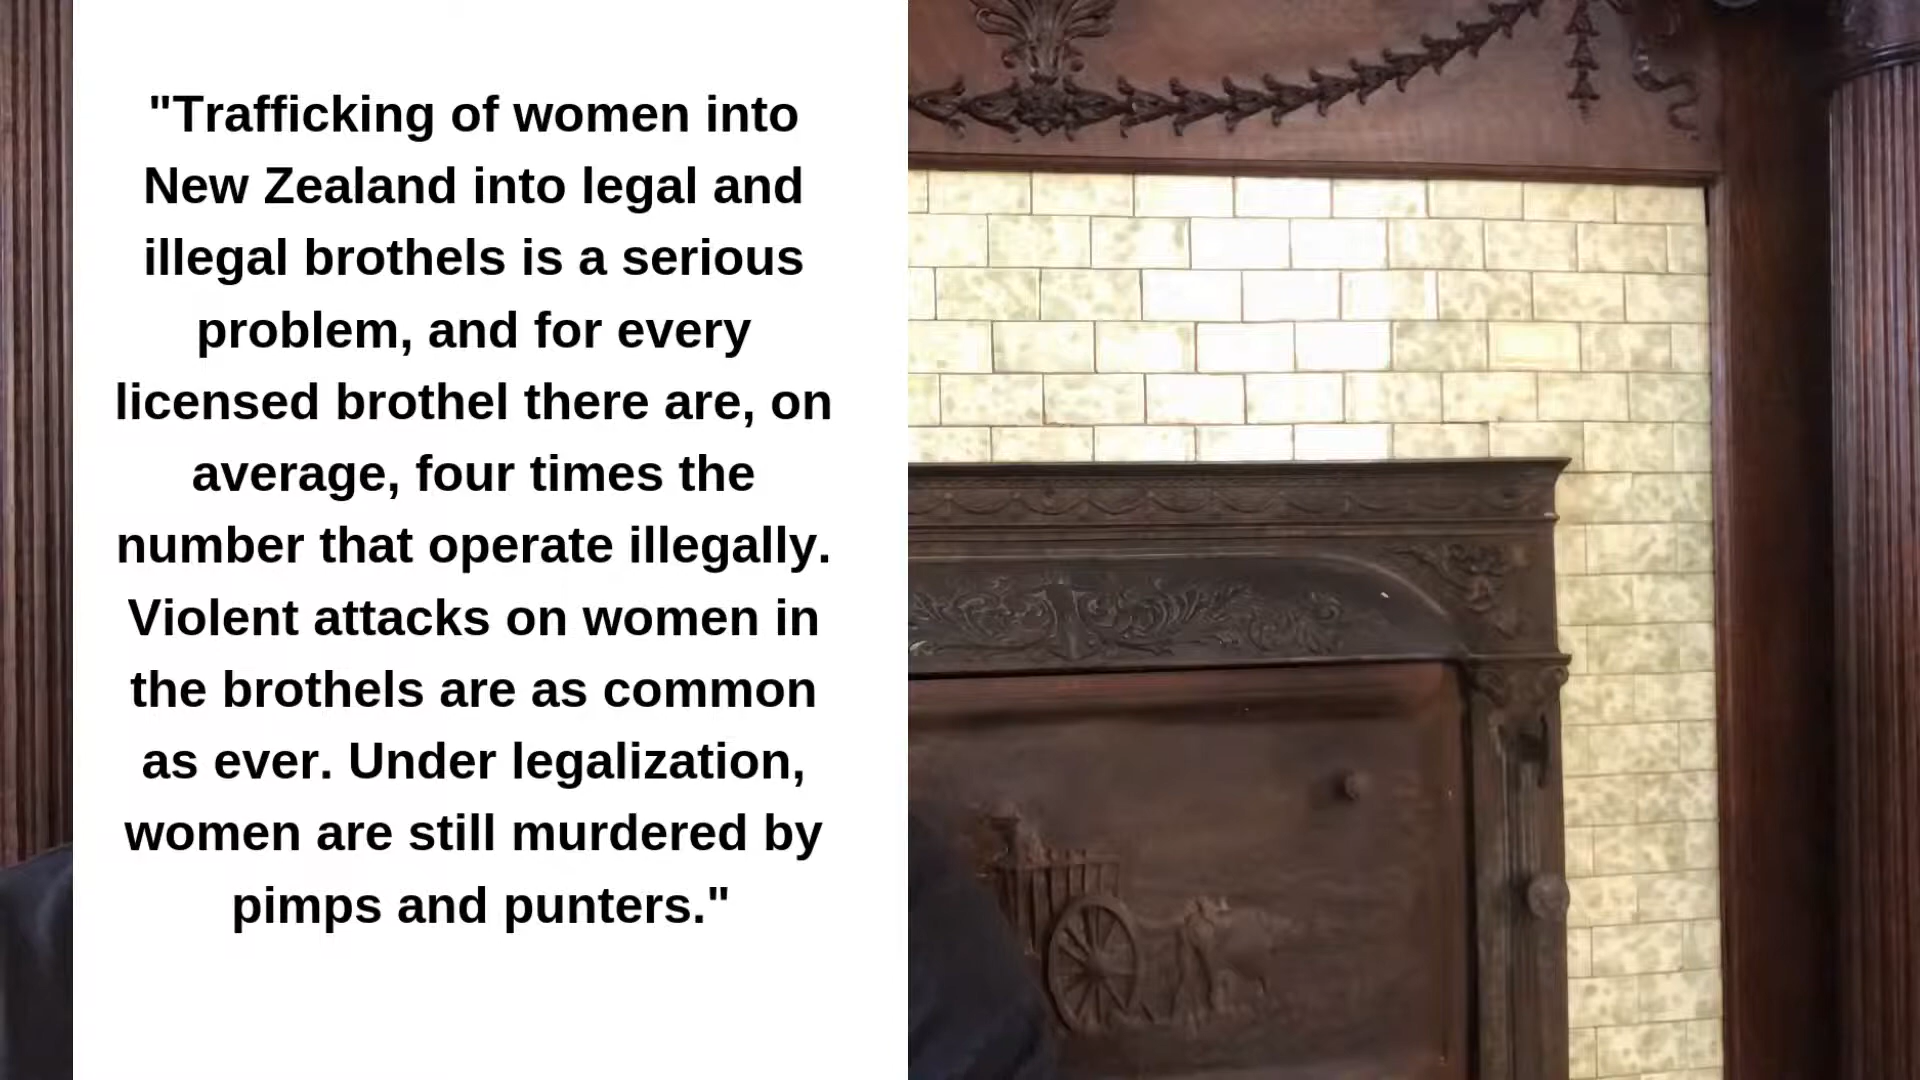 "Trafficking of women into
New Zealand into legal and
illegal brothels is a serious
problem, and for every
licensed brothel there are, on
average, four times the
number that operate illegally.
Violent attacks on women in
the brothels are as common
as ever. Under legalization,
women are still murdered by
pimps and punters."